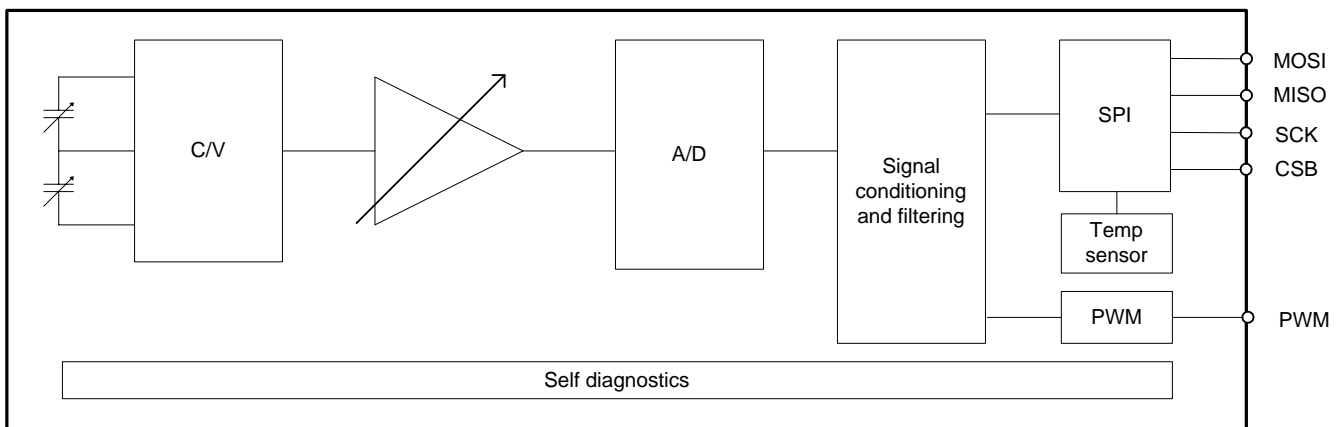 C/V
A/D
Signal
conditioning
and filtering
SPI
MOSI
MISO
SCK
CSB
Temp
sensor
PWM
PWM
Self diagnostics